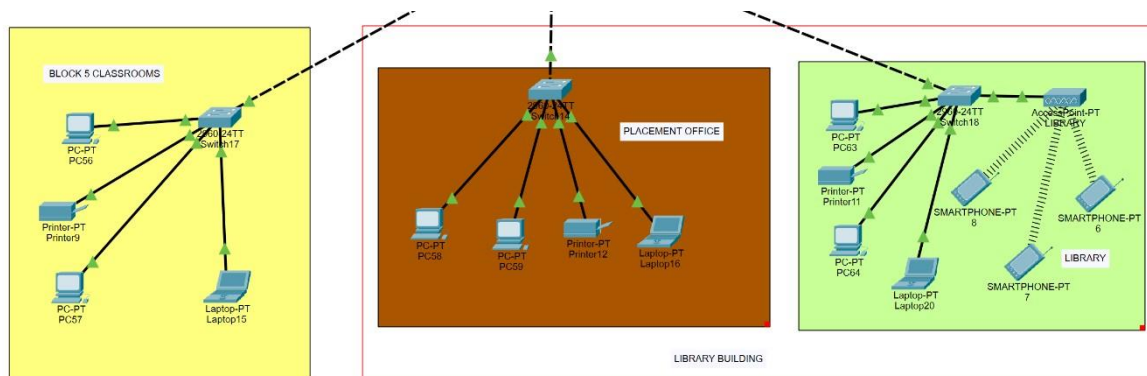 BLOCK 5 CLASSROOMS
2960-24TT
Switch17
PC-PT
PC56
Printer-PT
Printer9
PC-PT
PC57
Laptop-PT
Laptop15
2960-24TT
Switch14
PLACEMENT OFFICE
PC-PT
PC58
PC-PT
PC59
Printer-PT
Printer12
Laptop-PT
Laptop16
2960-24TT
Switch18
AccessPoint-PT
LIBRARY
PC-PT
PC63
Printer-PT
Printer11
PC-PT
PC64
Laptop-PT
Laptop20
SMARTPHONE-PT
8
SMARTPHONE-PT
6
LIBRARY
SMARTPHONE-PT
7
LIBRARY BUILDING